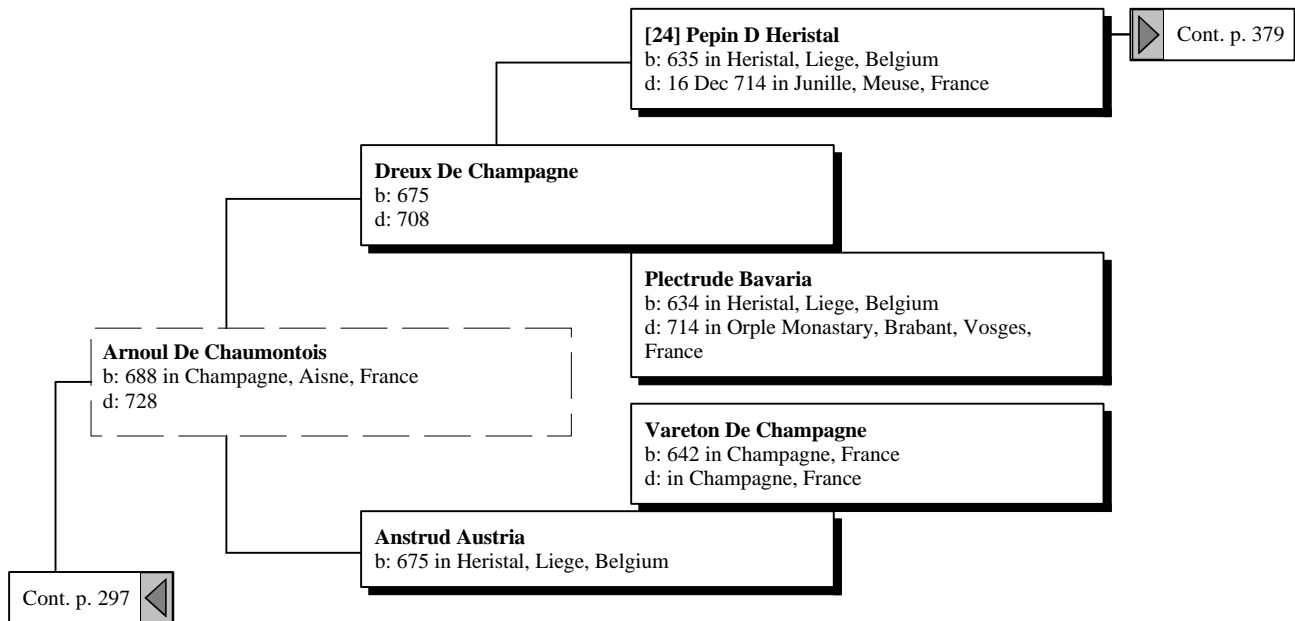 [24] Pepin D Heristal
b: 635 in Heristal, Liege, Belgium
d: 16 Dec 714 in Junille, Meuse, France
Cont. p. 379
Dreux De Champagne
b: 675
d: 708
Plectrude Bavaria
b: 634 in Heristal, Liege, Belgium
d: 714 in Orple Monastary, Brabant, Vosges,
France
Arnoul De Chaumontois
b: 688 in Champagne, Aisne, France
d: 728
Vareton De Champagne
b: 642 in Champagne, France
d: in Champagne, France
Anstrud Austria
b: 675 in Heristal, Liege, Belgium
Cont. p. 297